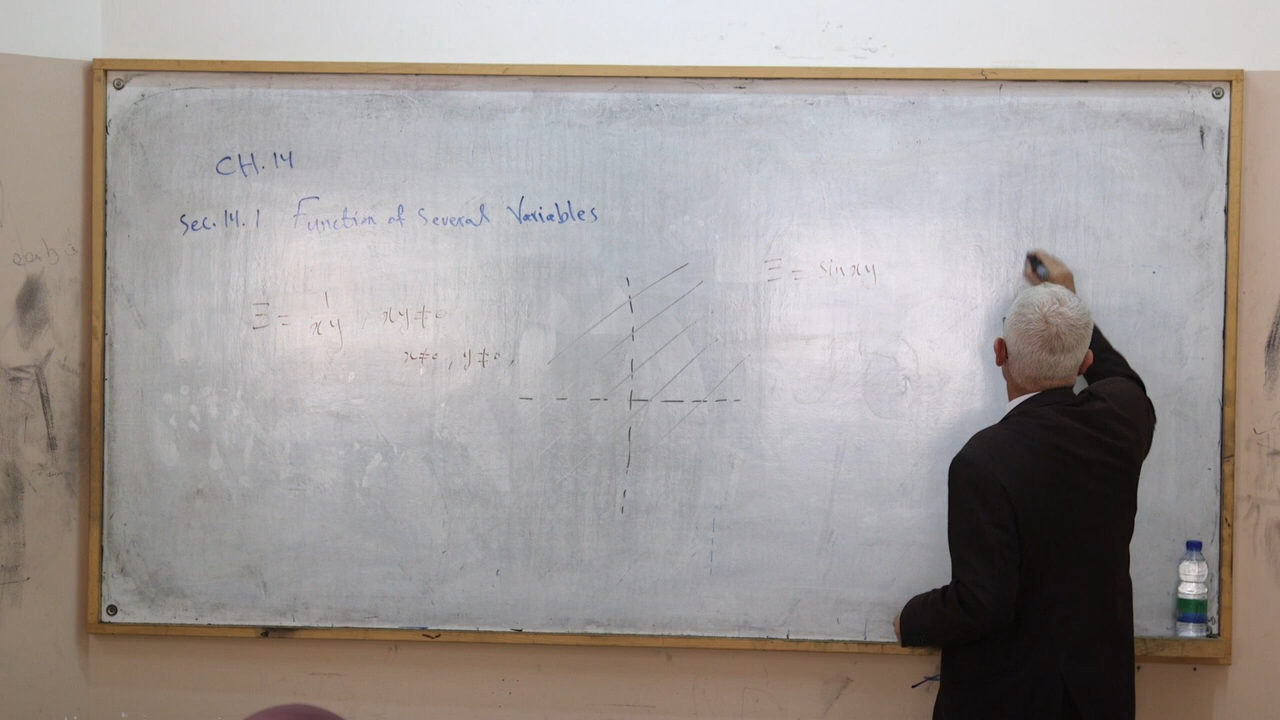 CH.14
Sec. 14.1 Function of Several Variables
z = 1/xy, xy ≠ 0
x ≠ 0, y ≠ 0,
z = sin xy